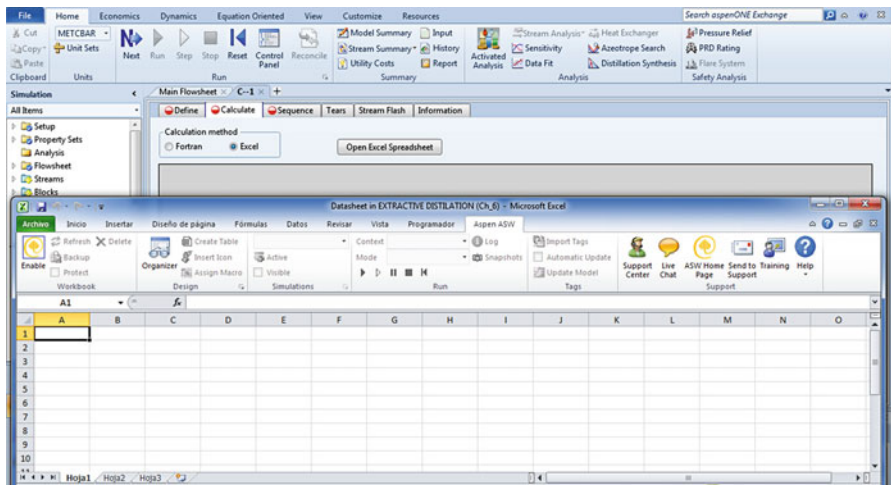 File Home Economics Dynamics Equation Oriented View Customize Resources Search aspenONE Exchange
Cut METCBAR Model Summary Input Stream Analysis Heat Exchanger Pressure Relief
Copy Unit Sets Stream Summary History Sensitivity Azeotrope Search PRD Rating
Paste Next Run Step Stop Reset Control Panel Reconcile Utility Costs Report Activated Analysis Data Fit Distillation Synthesis Flare System
Clipboard Units Run Summary Analysis Safety Analysis
Simulation Main Flowsheet C-1 +
All Items Define Calculate Sequence Tears Stream Flash Information
Setup
Property Sets
Analysis
Flowsheet
Streams
Blocks
Calculation method
Fortran Excel Open Excel Spreadsheet
Datasheet in EXTRACTIVE DISTILATION (Ch_6) - Microsoft Excel
Archivo Inicio Insertar Diseño de página Fórmulas Datos Revisar Vista Programador Aspen ASW
Refresh Delete Create Table Context Log Import Tags
Backup Insert Icon Active Mode Snapshots Automatic Update
Enable Protect Organizer Assign Macro Visible Update Model Support Center Live Chat ASW Home Page Send to Support Training Help
Workbook Design Simulations Run Tags Support
A1 fx
A B C D E F G H I J K L M N O
1
2
3
4
5
6
7
8
9
10
Hoja1 Hoja2 Hoja3